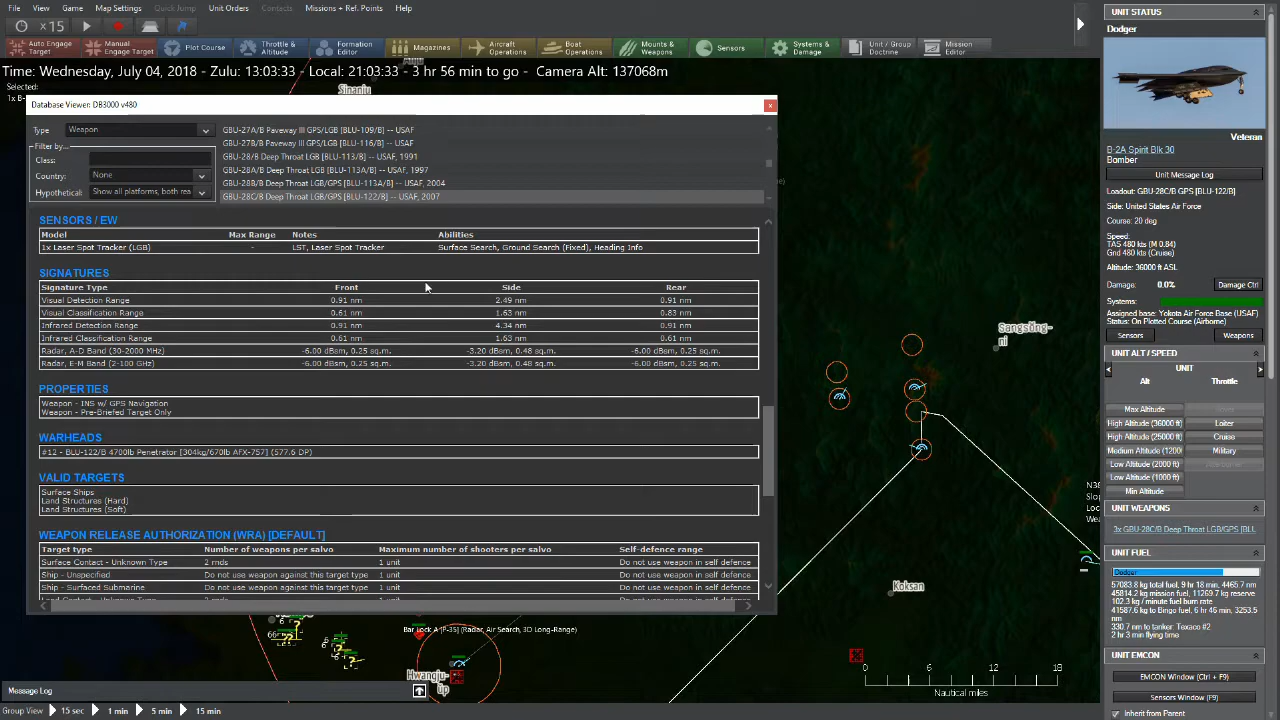 File View Game Map Settings Quick Jump Unit Orders Contacts Missions + Ref. Points Help
× 15
Auto Engage Target
Manual Engage Target
Plot Course
Throttle & Altitude
Formation Editor
Magazines
Aircraft Operations
Boat Operations
Mounts & Weapons
Sensors
Systems & Damage
Unit / Group Doctrine
Mission Editor
Time: Wednesday, July 04, 2018 - Zulu: 13:03:33 - Local: 21:03:33 - 3 hr 56 min to go - Camera Alt: 137068m
Selected:
Sinanju
Database Viewer: DB3000 v480
Type Weapon
Filter by...
Class:
Country: None
Hypothetical: Show all platforms, both rea
GBU-27A/B Paveway III GPS/LGB [BLU-109/B] -- USAF
GBU-27B/B Paveway III GPS/LGB [BLU-116/B] -- USAF
GBU-28/B Deep Throat LGB [BLU-113/B] -- USAF, 1991
GBU-28A/B Deep Throat LGB [BLU-113A/B] -- USAF, 1997
GBU-28B/B Deep Throat LGB/GPS [BLU-113A/B] -- USAF, 2004
GBU-28C/B Deep Throat LGB/GPS [BLU-122/B] -- USAF, 2007
SENSORS / EW
Model Max Range Notes Abilities
1x Laser Spot Tracker (LGB) - LST, Laser Spot Tracker Surface Search, Ground Search (Fixed), Heading Info
SIGNATURES
Signature Type Front Side Rear
Visual Detection Range 0.91 nm 2.49 nm 0.91 nm
Visual Classification Range 0.61 nm 1.63 nm 0.83 nm
Infrared Detection Range 0.91 nm 4.34 nm 0.91 nm
Infrared Classification Range 0.61 nm 1.63 nm 0.61 nm
Radar, A-D Band (30-2000 MHz) -6.00 dBsm, 0.25 sq.m. -3.20 dBsm, 0.48 sq.m. -6.00 dBsm, 0.25 sq.m.
Radar, E-M Band (2-100 GHz) -6.00 dBsm, 0.25 sq.m. -3.20 dBsm, 0.48 sq.m. -6.00 dBsm, 0.25 sq.m.
PROPERTIES
Weapon - INS w/ GPS Navigation
Weapon - Pre-Briefed Target Only
WARHEADS
#12 - BLU-122/B 4700lb Penetrator [304kg/670lb AFX-757] (577.6 DP)
VALID TARGETS
Surface Ships
Land Structures (Hard)
Land Structures (Soft)
WEAPON RELEASE AUTHORIZATION (WRA) [DEFAULT]
Target type Number of weapons per salvo Maximum number of shooters per salvo Self-defence range
Surface Contact - Unknown Type 2 rnds 1 unit Do not use weapon in self defence
Ship - Unspecified Do not use weapon against this target type 1 unit Do not use weapon in self defence
Ship - Surfaced Submarine Do not use weapon against this target type 1 unit Do not use weapon in self defence
Sangsŏng-ni
Koksan
Bar Lock A [P-35] (Radar, Air Search, 3D Long-Range)
Hwangju-ŭp
0 6 12 18
Nautical miles
Message Log
Group View 15 sec 1 min 5 min 15 min
UNIT STATUS
Dodger
Veteran
B-2A Spirit Blk 30
Bomber
Unit Message Log
Loadout: GBU-28C/B GPS [BLU-122/B]
Side: United States Air Force
Course: 20 deg
Speed:
TAS 480 kts (M 0.84)
Gnd 480 kts (Cruise)
Altitude: 36000 ft ASL
Damage: 0.0% Damage Ctrl
Systems:
Assigned base: Yokota Air Force Base (USAF)
Status: On Plotted Course (Airborne)
Sensors Weapons
UNIT ALT / SPEED
UNIT
Alt Throttle
Max Altitude
High Altitude (36000 ft) Loiter
High Altitude (25000 ft) Cruise
Medium Altitude (1200 Military
Low Altitude (2000 ft) Afterburner
Low Altitude (1000 ft)
Min Altitude
UNIT WEAPONS
3x GBU-28C/B Deep Throat LGB/GPS [BLU
UNIT FUEL
Dodger
57083.8 kg total fuel, 9 hr 18 min, 4465.7 nm
45814.2 kg mission fuel, 11269.7 kg reserve
102.3 kg / minute fuel burn rate
41587.6 kg to Bingo fuel, 6 hr 46 min, 3253.5 nm
330.7 nm to tanker: Texaco #2
2 hr 3 min flying time
UNIT EMCON
EMCON Window (Ctrl + F9)
Sensors Window (F9)
Inherit from Parent